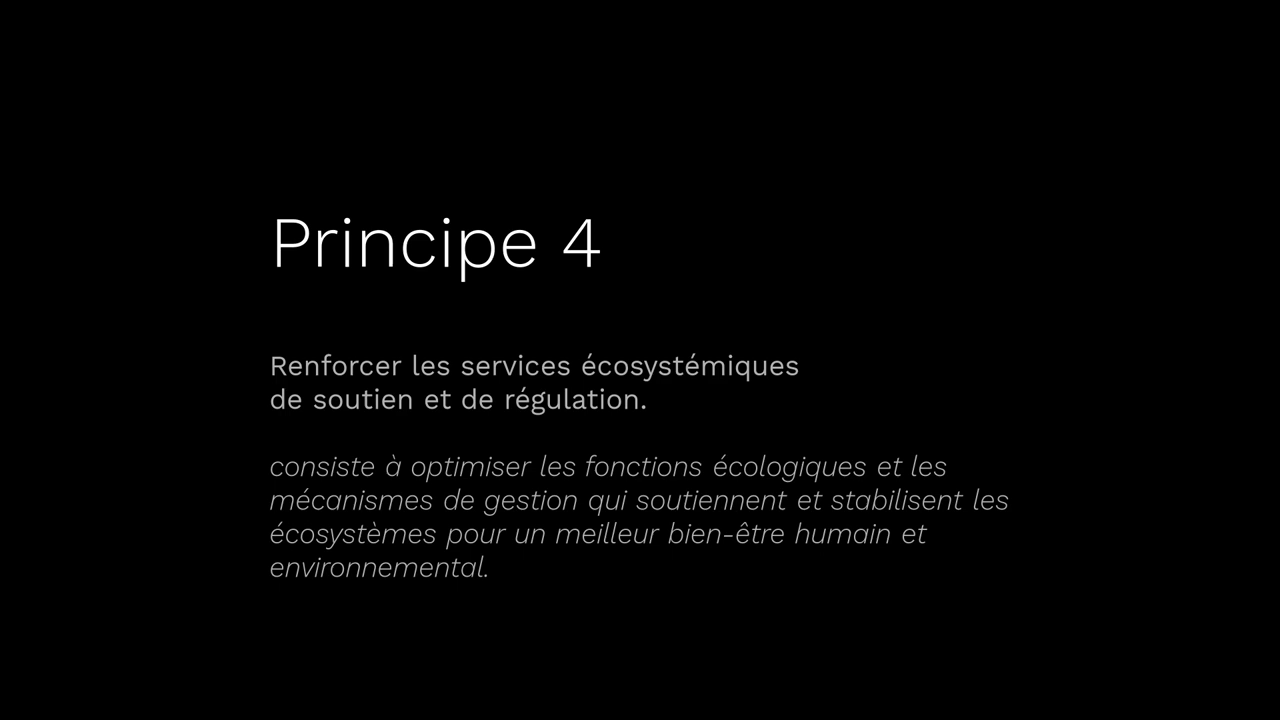 Principe 4
Renforcer les services écosystémiques
de soutien et de régulation.
consiste à optimiser les fonctions écologiques et les
mécanismes de gestion qui soutiennent et stabilisent les
écosystèmes pour un meilleur bien-être humain et
environnemental.